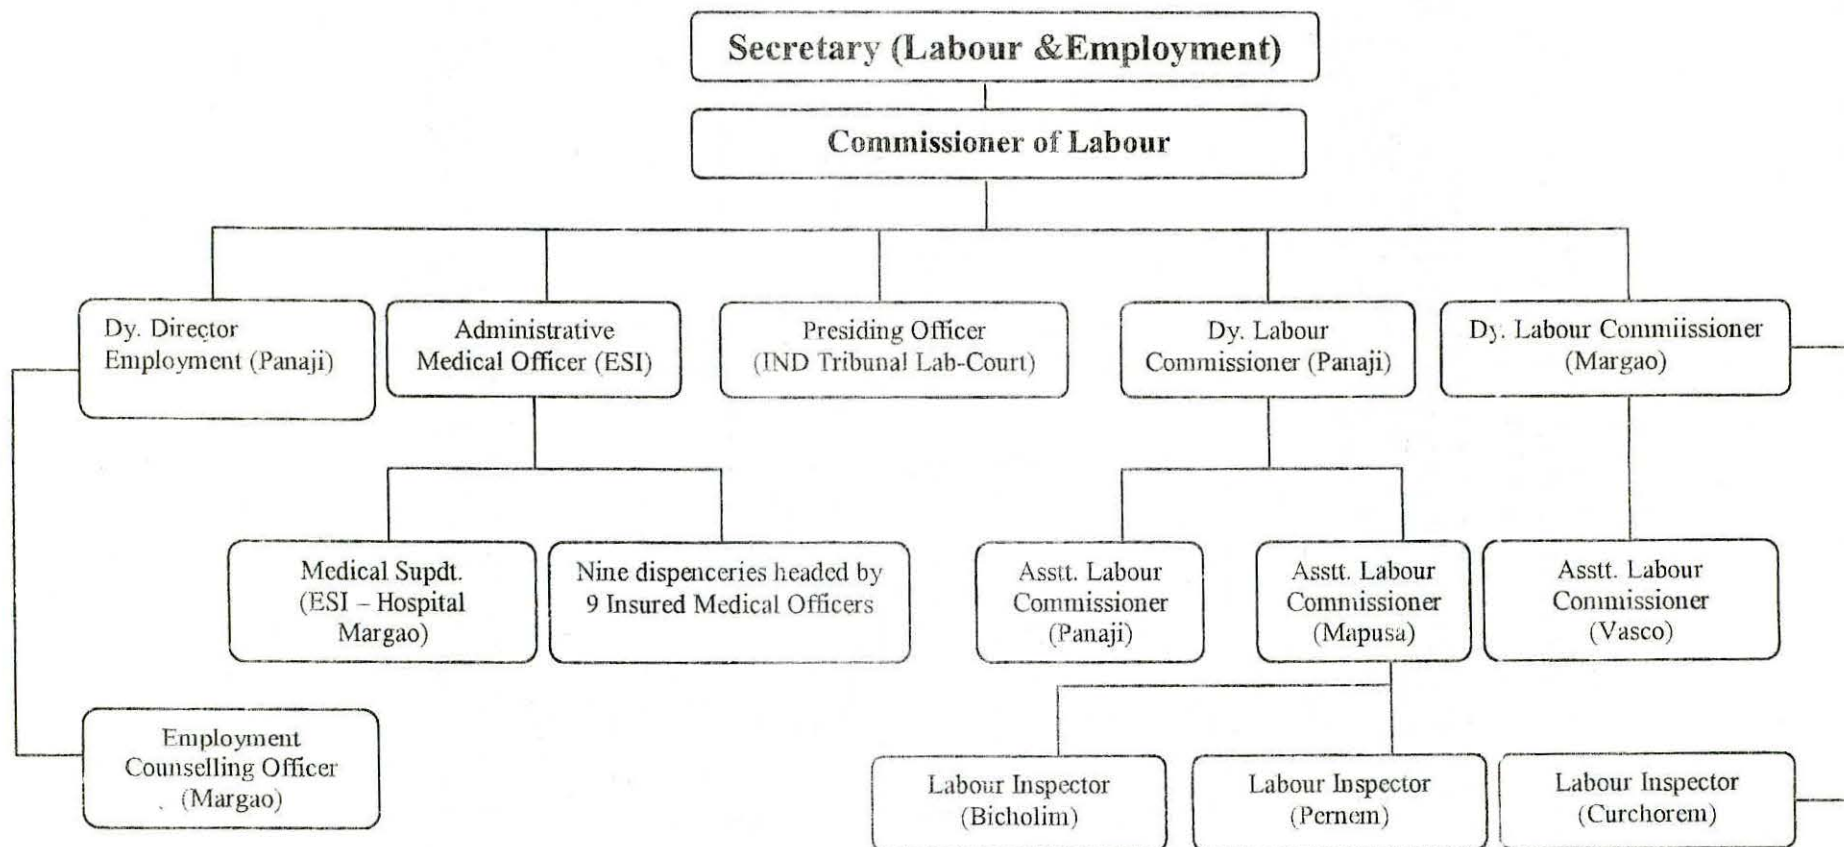 Secretary (Labour &Employment)
Commissioner of Labour
Dy. Director
Employment (Panaji)
Administrative
Medical Officer (ESI)
Presiding Officer
(IND Tribunal Lab-Court)
Dy. Labour
Commissioner (Panaji)
Dy. Labour Commiissioner
(Margao)
Medical Supdt.
(ESI – Hospital
Margao)
Nine dispenceries headed by
9 Insured Medical Officers
Asstt. Labour
Commissioner
(Panaji)
Asstt. Labour
Commissioner
(Mapusa)
Asstt. Labour
Commissioner
(Vasco)
Employment
Counselling Officer
(Margao)
Labour Inspector
(Bicholim)
Labour Inspector
(Pernem)
Labour Inspector
(Curchorem)